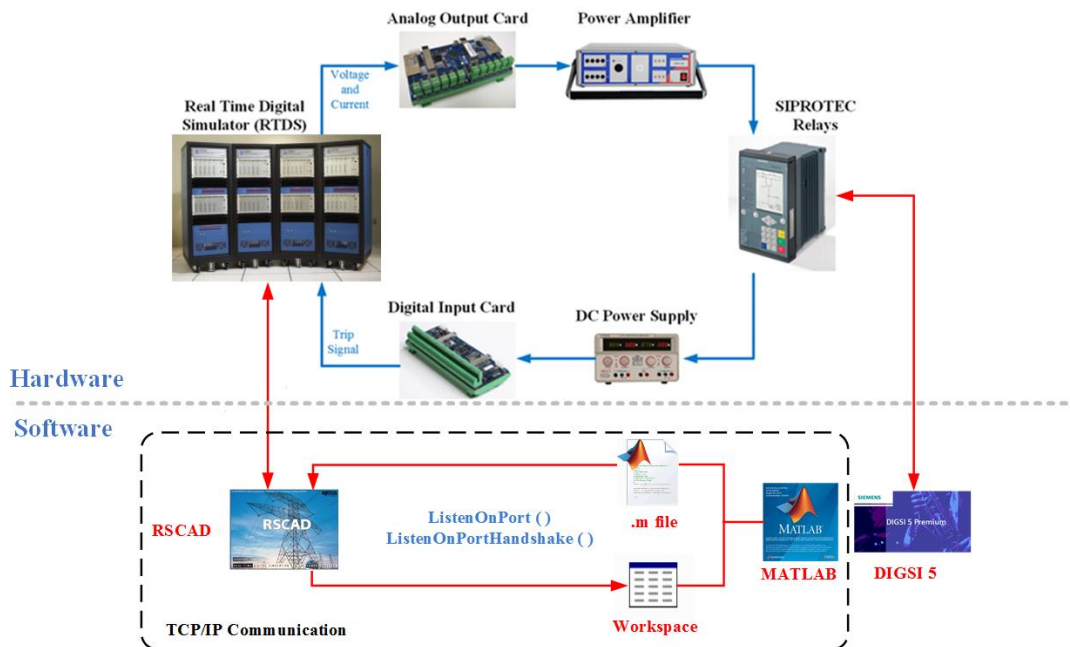 Analog Output Card
Power Amplifier
Voltage
and
Current
Real Time Digital
Simulator (RTDS)
SIPROTEC
Relays
Digital Input Card
DC Power Supply
Trip
Signal
Hardware
Software
.m file
RSCAD
RSCAD
ListenOnPort ( )
ListenOnPortHandshake ( )
MATLAB
SIEMENS
DIGSI 5 Premium
MATLAB
DIGSI 5
Workspace
TCP/IP Communication